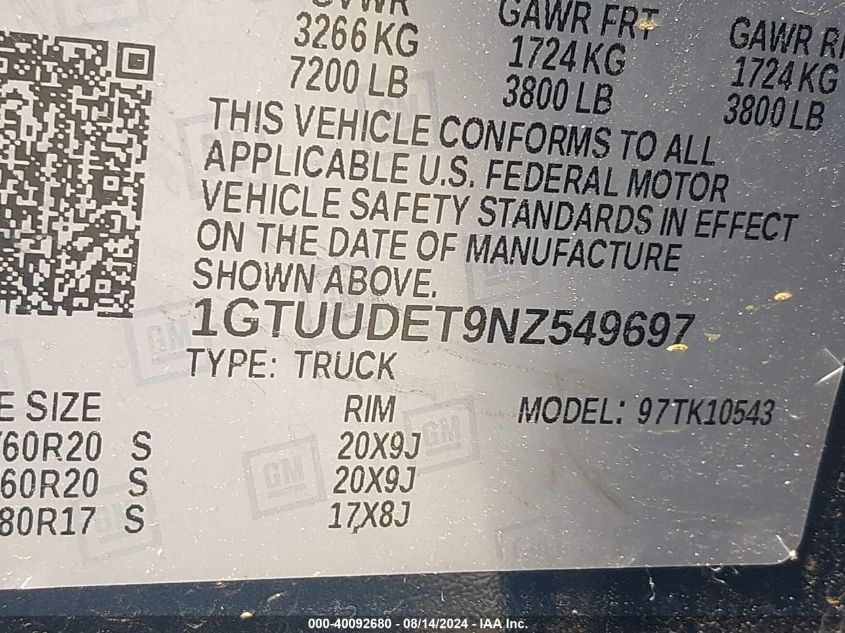 GVWR GAWR FRT GAWR
3266 KG 1724 KG 1724 KG
7200 LB 3800 LB 3800 LB
THIS VEHICLE CONFORMS TO ALL
APPLICABLE U.S. FEDERAL MOTOR
VEHICLE SAFETY STANDARDS IN EFFECT
ON THE DATE OF MANUFACTURE
SHOWN ABOVE.
1GTUUDET9NZ549697
TYPE: TRUCK
E SIZE RIM MODEL: 97TK10543
/60R20 S 20X9J
60R20 S 20X9J
80R17 S 17X8J
GM
000-40092680 - 08/14/2024 - IAA Inc.